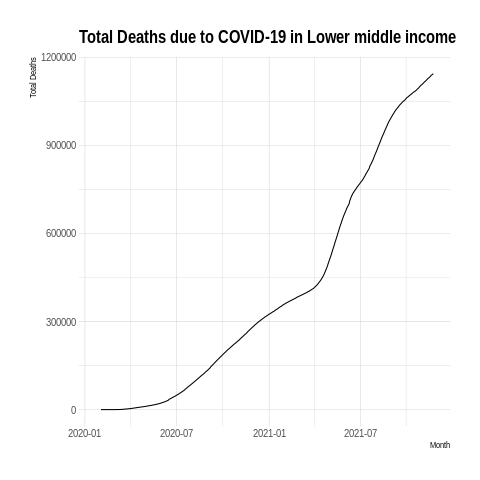 Total Deaths due to COVID-19 in Lower middle income
Total Deaths
1200000
900000
600000
300000
0
2020-01 2020-07 2021-01 2021-07
Month